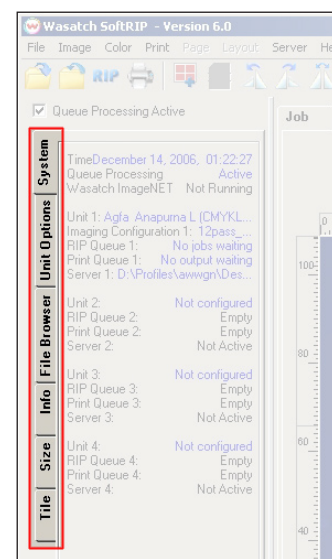 Wasatch SoftRIP - Version 6.0
File Image Color Print Page Layout Server He
RIP
Queue Processing Active
Job
System
Unit Options
File Browser
Info
Size
Tile
TimeDecember 14, 2006, 01:22:27
Queue Processing Active
Wasatch ImageNET Not Running
Unit 1: Agfa Anapurna L (CMYKL...
Imaging Configuration 1: 12pass_...
RIP Queue 1: No jobs waiting
Print Queue 1: No output waiting
Server 1: D:\Profiles\awwgn\Des...
Unit 2: Not configured
RIP Queue 2: Empty
Print Queue 2: Empty
Server 2: Not Active
Unit 3: Not configured
RIP Queue 3: Empty
Print Queue 3: Empty
Server 3: Not Active
Unit 4: Not configured
RIP Queue 4: Empty
Print Queue 4: Empty
Server 4: Not Active
0
100
80
60
40